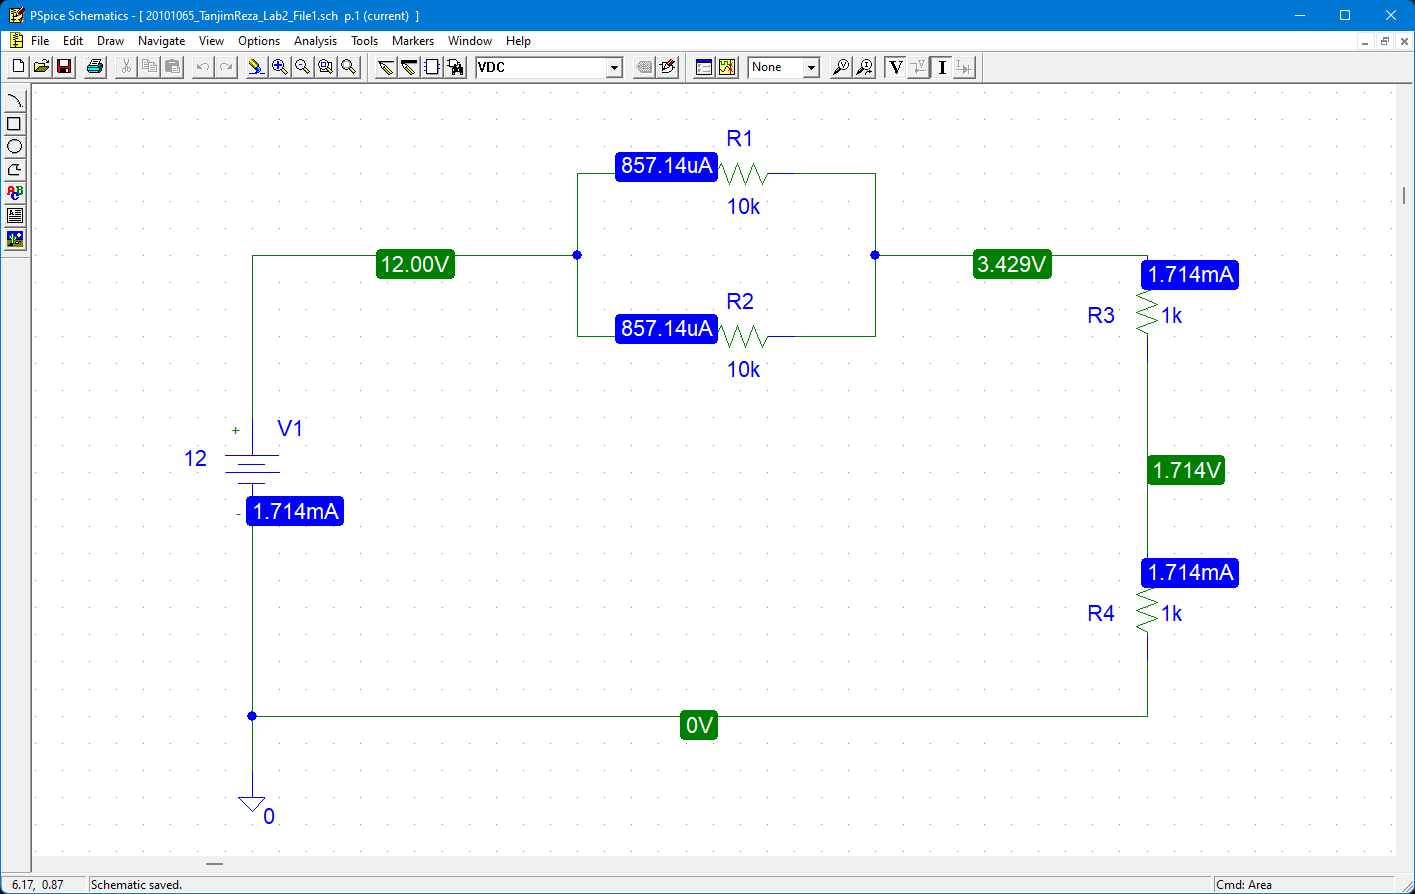 PSpice Schematics - [ 20101065_TanjimReza_Lab2_File1.sch p.1 (current) ]
File Edit Draw Navigate View Options Analysis Tools Markers Window Help
VDC None V V I I
ABC
R1
857.14uA
10k
12.00V
3.429V
1.714mA
R2
R3 1k
857.14uA
10k
+ V1
12
1.714V
- 1.714mA
1.714mA
R4 1k
0V
0
6.17, 0.87 Schematic saved. Cmd: Area